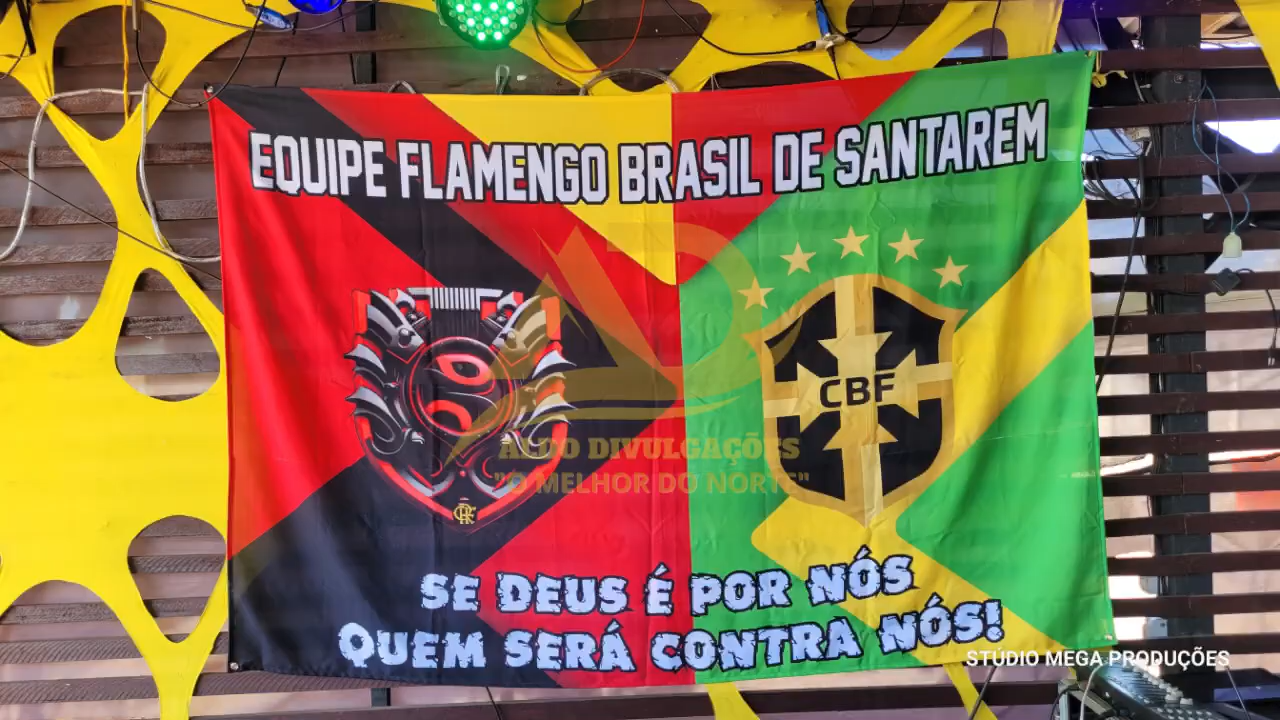 EQUIPE FLAMENGO BRASIL DE SANTAREM
CBF
ALDO DIVULGAÇÕES
"O MELHOR DO NORTE"
SE DEUS É POR NÓS
QUEM SERÁ CONTRA NÓS!
STÚDIO MEGA PRODUÇÕES